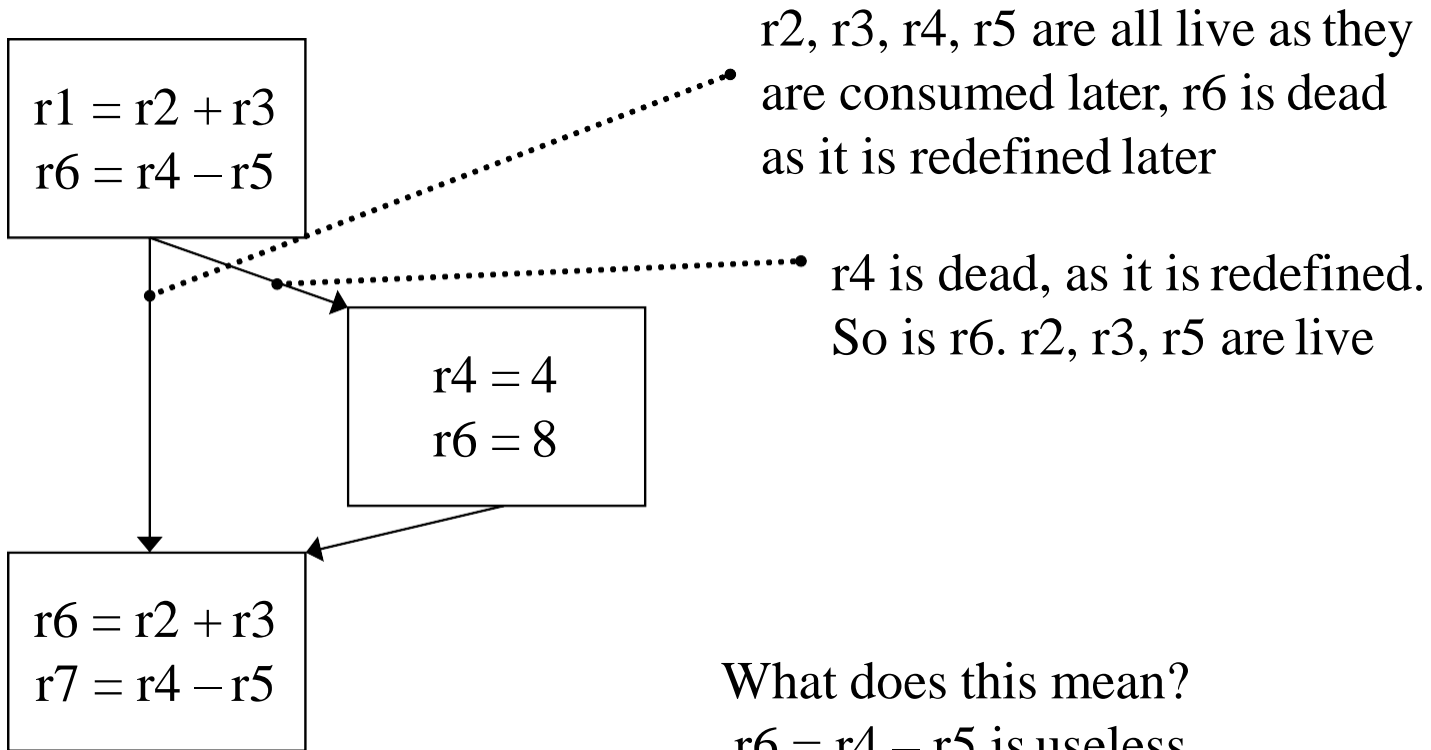 r1 = r2 + r3
r6 = r4 – r5
r2, r3, r4, r5 are all live as they
are consumed later, r6 is dead
as it is redefined later
r4 is dead, as it is redefined.
So is r6. r2, r3, r5 are live
r4 = 4
r6 = 8
r6 = r2 + r3
r7 = r4 – r5
What does this mean?
r6 = r4 – r5 is useless